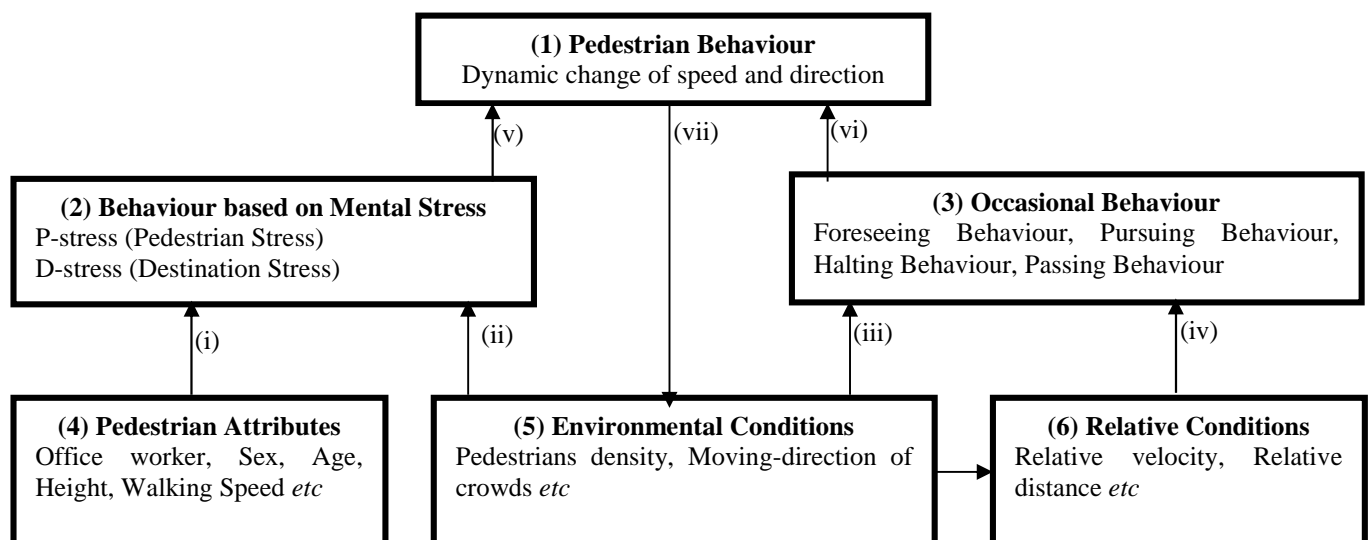 (1) Pedestrian Behaviour
Dynamic change of speed and direction
(v)
(vii)
(vi)
(2) Behaviour based on Mental Stress
P-stress (Pedestrian Stress)
D-stress (Destination Stress)
(3) Occasional Behaviour
Foreseeing Behaviour, Pursuing Behaviour,
Halting Behaviour, Passing Behaviour
(i)
(ii)
(iii)
(iv)
(4) Pedestrian Attributes
Office worker, Sex, Age,
Height, Walking Speed etc
(5) Environmental Conditions
Pedestrians density, Moving-direction of
crowds etc
(6) Relative Conditions
Relative velocity, Relative
distance etc